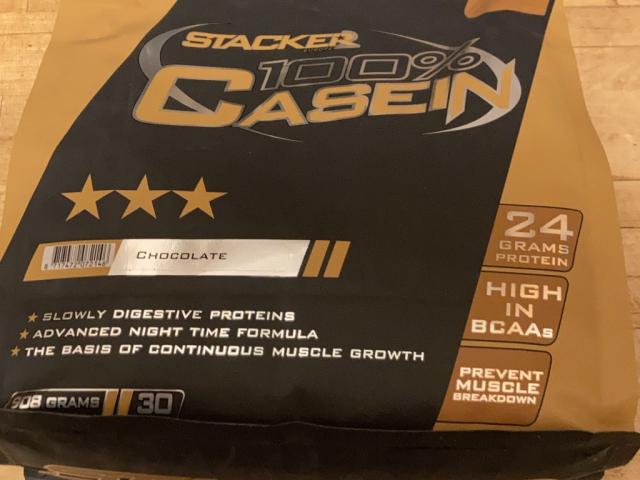 STACKER
100%
CASEIN
CHOCOLATE
24
GRAMS
PROTEIN
SLOWLY DIGESTIVE PROTEINS
ADVANCED NIGHT TIME FORMULA
THE BASIS OF CONTINUOUS MUSCLE GROWTH
HIGH
IN
BCAAs
PREVENT
MUSCLE
BREAKDOWN
908 GRAMS 30